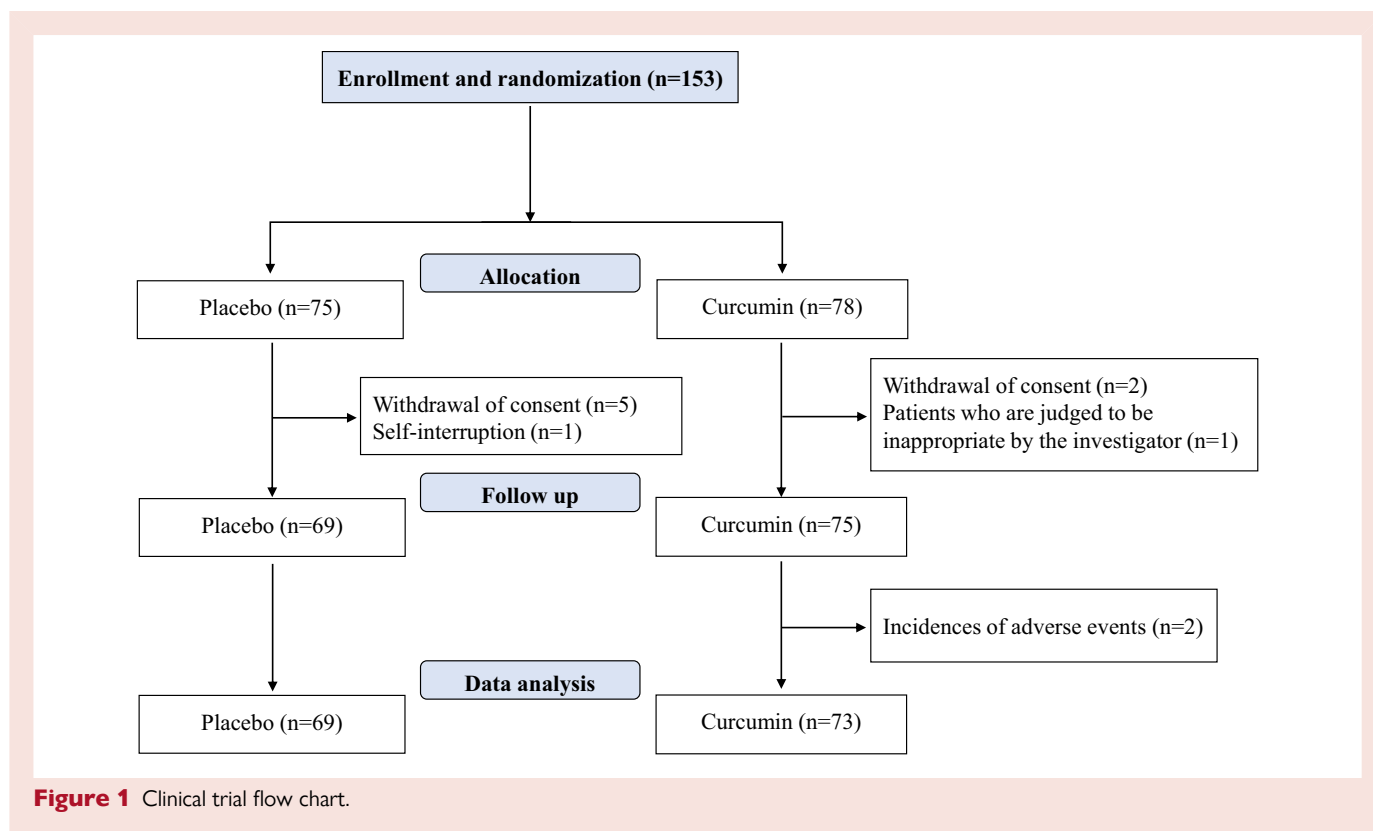 Enrollment and randomization (n=153)
Allocation
Placebo (n=75)
Curcumin (n=78)
Withdrawal of consent (n=5)
Self-interruption (n=1)
Withdrawal of consent (n=2)
Patients who are judged to be
inappropriate by the investigator (n=1)
Follow up
Placebo (n=69)
Curcumin (n=75)
Incidences of adverse events (n=2)
Data analysis
Placebo (n=69)
Curcumin (n=73)
Figure 1 Clinical trial flow chart.